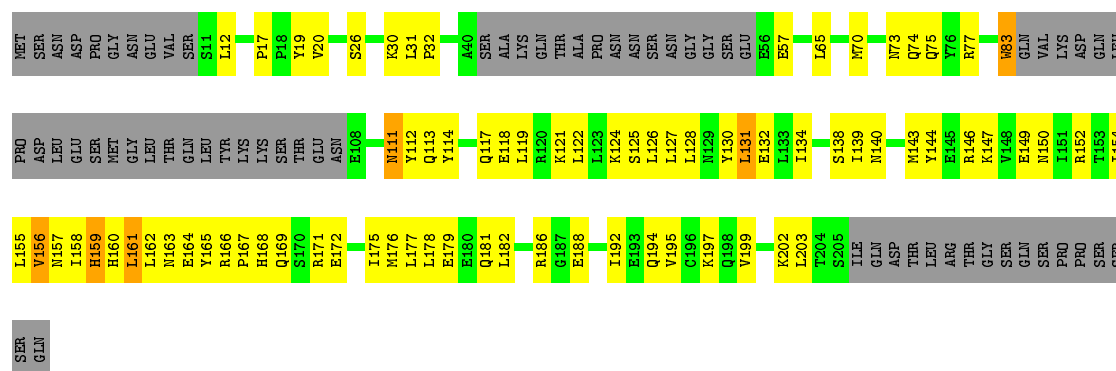 MET SER ASN ASP PRO GLY ASN GLU VAL SER S11 L12 P17 P18 Y19 V20 S26 K30 L31 P32 A40 SER ALA LYS GLN THR ALA PRO ASN ASN SER ASN GLY GLY SER GLU E56 E57 L65 M70 N73 Q74 Q75 Y76 R77 W83 GLN VAL LYS ASP GLN LEU
PRO ASP LEU GLU SER MET GLY LEU THR GLN LEU TYR LYS LYS SER THR GLU ASN E108 N111 Y112 Q113 Y114 Q117 E118 L119 R120 K121 L122 L123 K124 S125 L126 L127 L128 N129 Y130 L131 E132 L133 I134 S138 I139 N140 M143 Y144 E145 R146 K147 V148 E149 N150 I151 R152 T153 I154
L155 V156 N157 I158 H159 H160 L161 L162 N163 E164 Y165 R166 P167 H168 Q169 S170 R171 E172 I175 M176 L177 L178 E179 E180 Q181 L182 R186 G187 E188 I192 E193 Q194 V195 C196 K197 Q198 V199 K202 L203 T204 S205 ILE GLN ASP THR LEU ARG THR GLY SER GLN SER PRO PRO SER SER
SER GLN